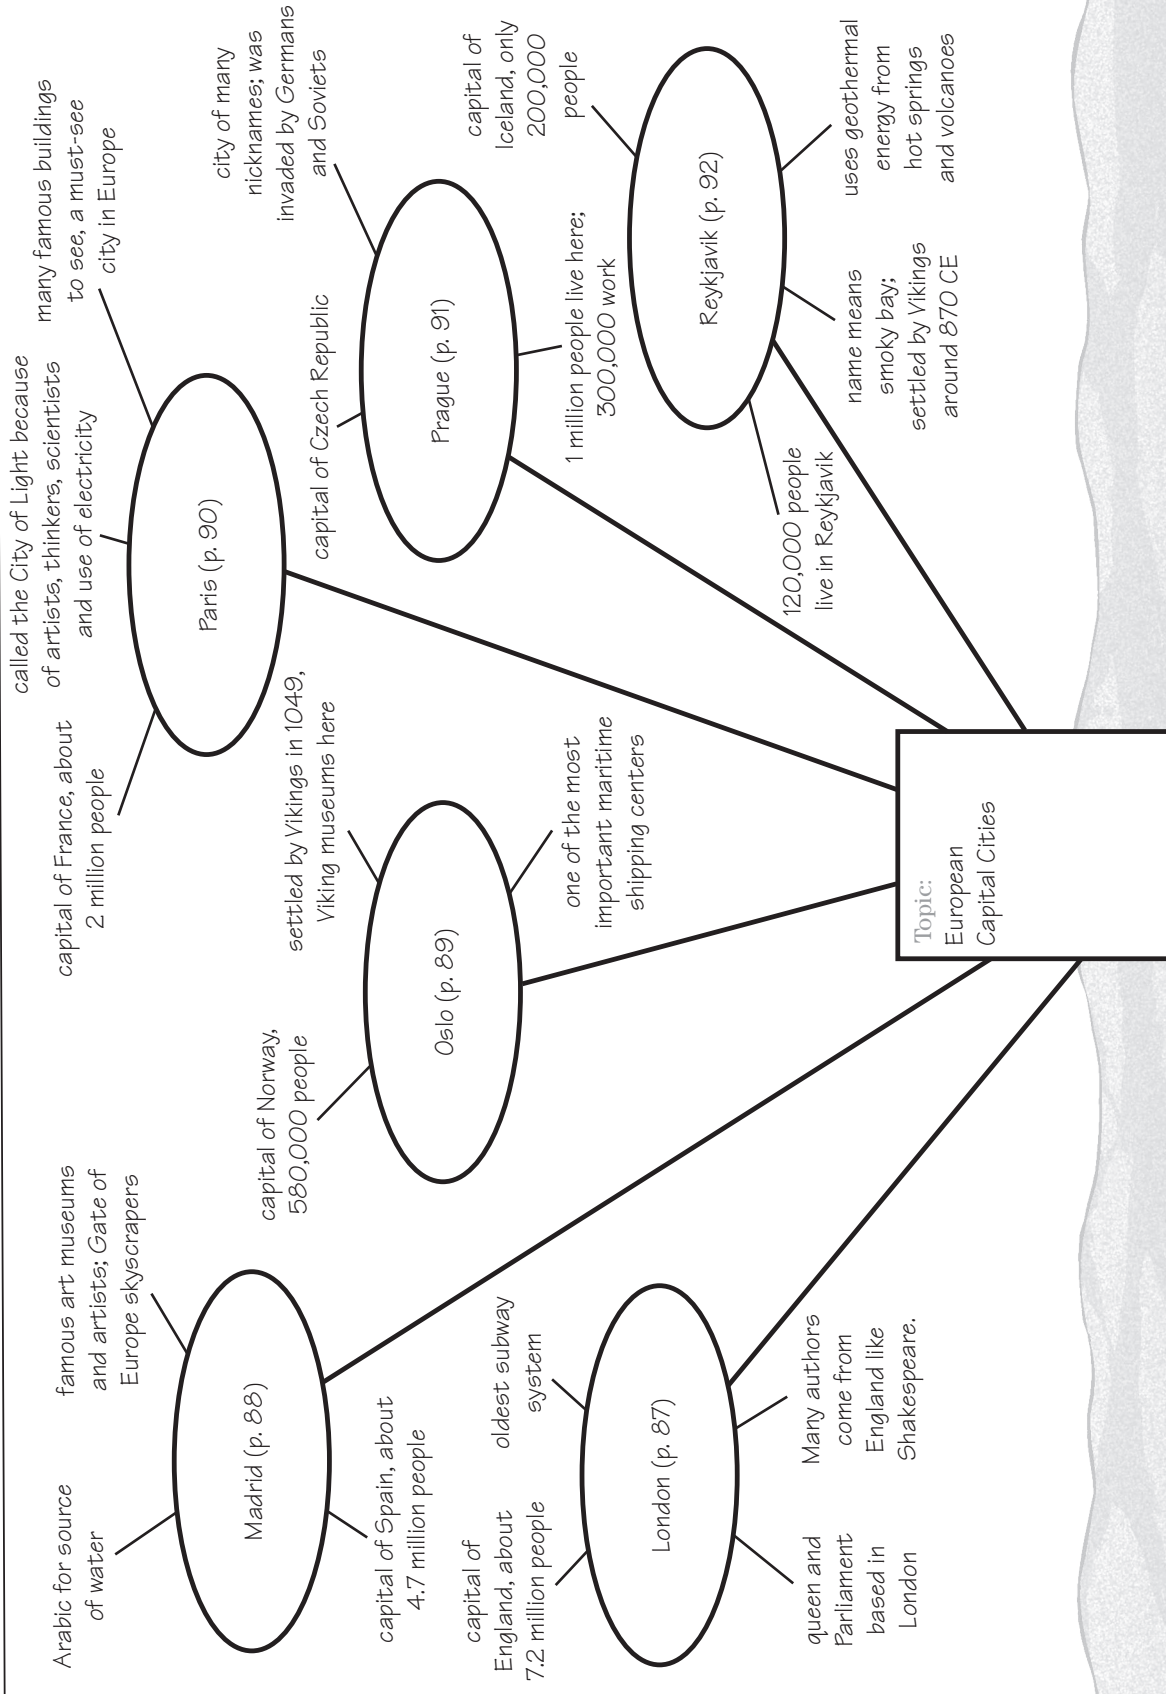 Topic:
European
Capital Cities
London (p. 87)
capital of
England, about
7.2 million people
oldest subway
system
queen and
Parliament
based in
London
Many authors
come from
England like
Shakespeare.
Madrid (p. 88)
Arabic for source
of water
famous art museums
and artists; Gate of
Europe skyscrapers
capital of Spain, about
4.7 million people
Oslo (p. 89)
capital of Norway,
580,000 people
settled by Vikings in 1049,
Viking museums here
one of the most
important maritime
shipping centers
Paris (p. 90)
capital of France, about
2 million people
called the City of Light because
of artists, thinkers, scientists
and use of electricity
many famous buildings
to see, a must-see
city in Europe
Prague (p. 91)
capital of Czech Republic
city of many
nicknames; was
invaded by Germans
and Soviets
1 million people live here;
300,000 work
Reykjavik (p. 92)
capital of
Iceland, only
200,000
people
120,000 people
live in Reykjavik
name means
smoky bay;
settled by Vikings
around 870 CE
uses geothermal
energy from
hot springs
and volcanoes